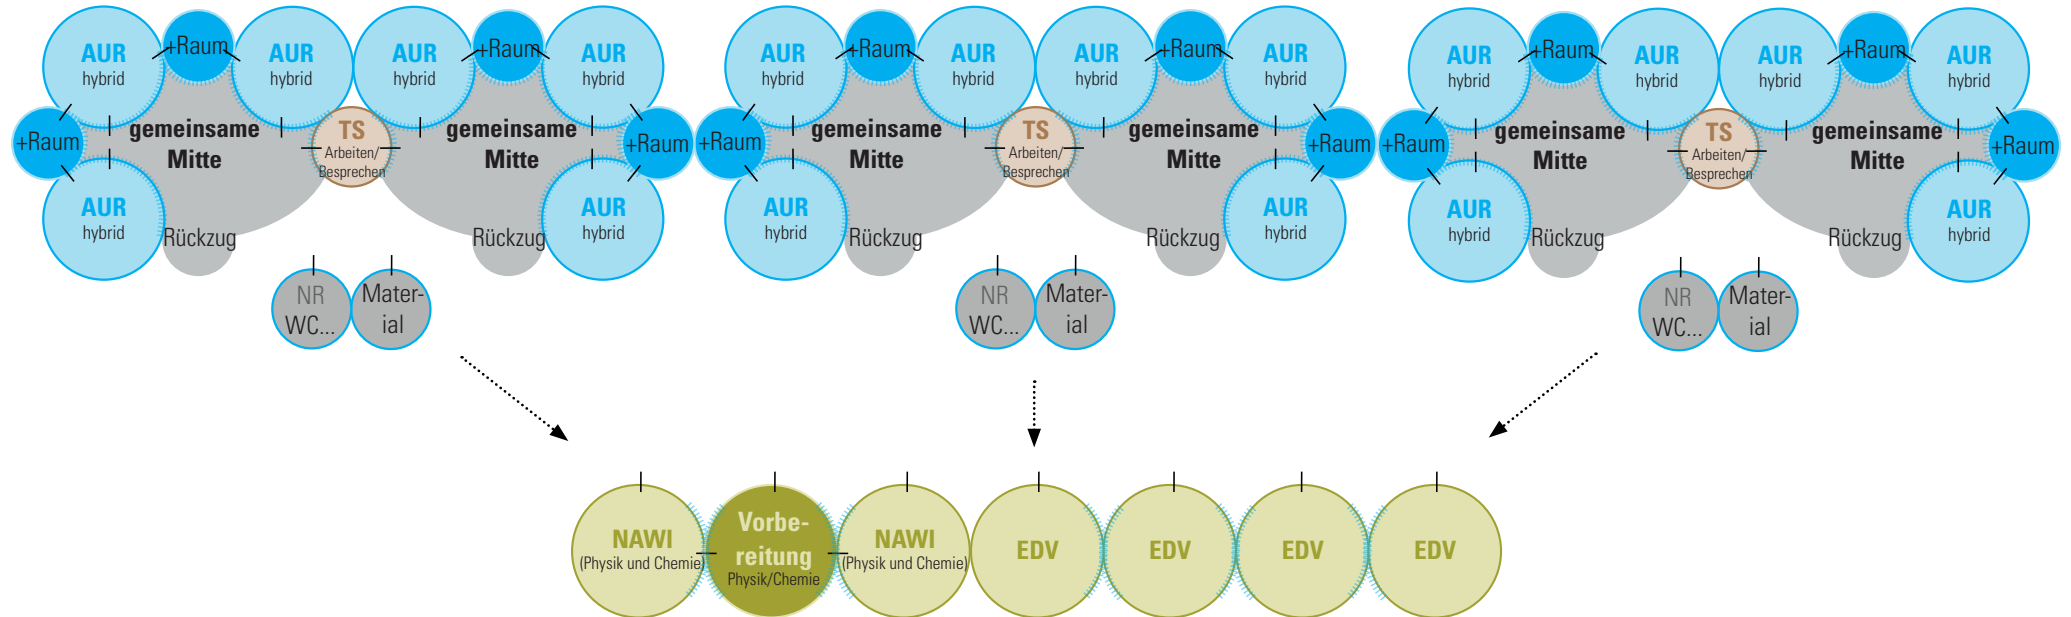 AUR
hybrid
+Raum
AUR
hybrid
AUR
hybrid
+Raum
AUR
hybrid
+Raum
gemeinsame
Mitte
TS
Arbeiten/
Besprechen
gemeinsame
Mitte
+Raum
AUR
hybrid
Rückzug
Rückzug
AUR
hybrid
NR
WC...
Mater-
ial
AUR
hybrid
+Raum
AUR
hybrid
AUR
hybrid
+Raum
AUR
hybrid
+Raum
gemeinsame
Mitte
TS
Arbeiten/
Besprechen
gemeinsame
Mitte
+Raum
AUR
hybrid
Rückzug
Rückzug
AUR
hybrid
NR
WC...
Mater-
ial
AUR
hybrid
+Raum
AUR
hybrid
AUR
hybrid
+Raum
AUR
hybrid
+Raum
gemeinsame
Mitte
TS
Arbeiten/
Besprechen
gemeinsame
Mitte
+Raum
AUR
hybrid
Rückzug
Rückzug
AUR
hybrid
NR
WC...
Mater-
ial
NAWI
(Physik und Chemie)
Vorbe-
reitung
Physik/Chemie
NAWI
(Physik und Chemie)
EDV
EDV
EDV
EDV